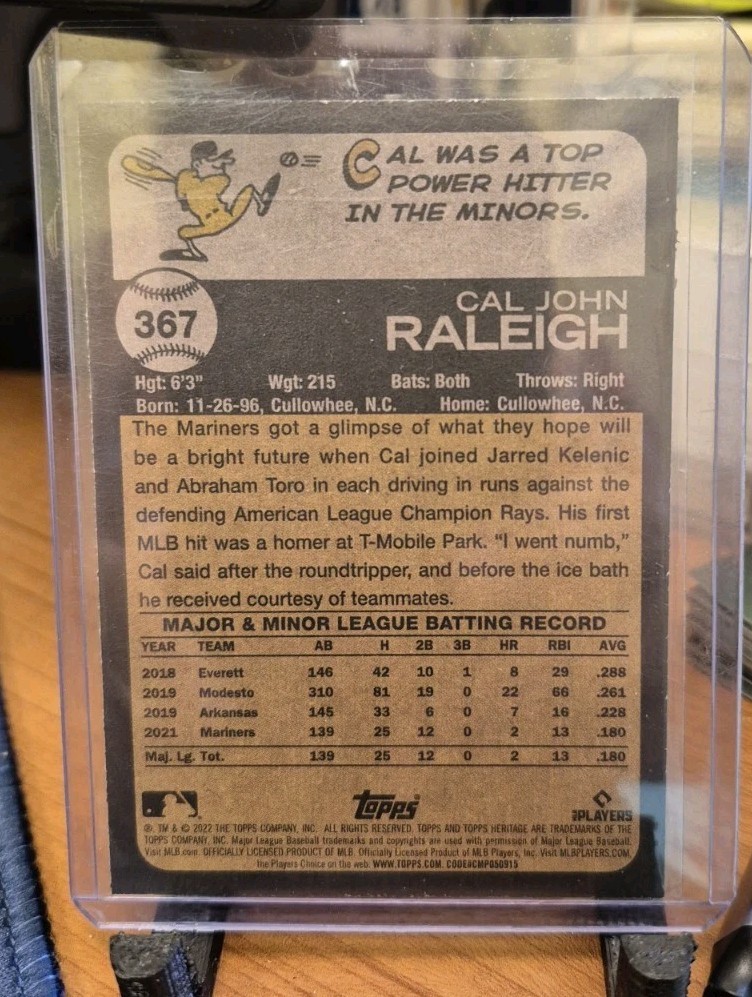 CAL WAS A TOP
POWER HITTER
IN THE MINORS.
367
CAL JOHN
RALEIGH
Hgt: 6'3" Wgt: 215 Bats: Both Throws: Right
Born: 11-26-96, Cullowhee, N.C. Home: Cullowhee, N.C.
The Mariners got a glimpse of what they hope will
be a bright future when Cal joined Jarred Kelenic
and Abraham Toro in each driving in runs against the
defending American League Champion Rays. His first
MLB hit was a homer at T-Mobile Park. "I went numb,"
Cal said after the roundtripper, and before the ice bath
he received courtesy of teammates.
MAJOR & MINOR LEAGUE BATTING RECORD
YEAR TEAM AB H 2B 3B HR RBI AVG
2018 Everett 146 42 10 1 8 29 .288
2019 Modesto 310 81 19 0 22 66 .261
2019 Arkansas 145 33 6 0 7 16 .228
2021 Mariners 139 25 12 0 2 13 .180
Maj. Lg. Tot. 139 25 12 0 2 13 .180
Topps
PLAYERS
®, TM & © 2022 THE TOPPS COMPANY, INC. ALL RIGHTS RESERVED. TOPPS AND TOPPS HERITAGE ARE TRADEMARKS OF THE
TOPPS COMPANY, INC. Major League Baseball trademarks and copyrights are used with permission of Major League Baseball.
Visit MLB.com. OFFICIALLY LICENSED PRODUCT OF MLB. Officially Licensed Product of MLB Players, Inc. Visit MLBPLAYERS.COM,
the Players Choice on the web. WWW.TOPPS.COM. CODE#CMP050915